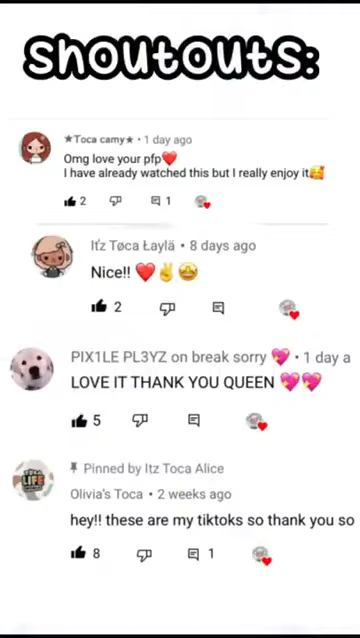 shoutouts:
★Toca camy★ • 1 day ago
Omg love your pfp❤️
I have already watched this but I really enjoy it🥰
2 1
Iťz Tøca Łaylä • 8 days ago
Nice!! ❤️✌️🤩
2
PIX1LE PL3YZ on break sorry 💖 • 1 day a
LOVE IT THANK YOU QUEEN 💖💖
5
Pinned by Itz Toca Alice
Olivia's Toca • 2 weeks ago
hey!! these are my tiktoks so thank you so
8 1